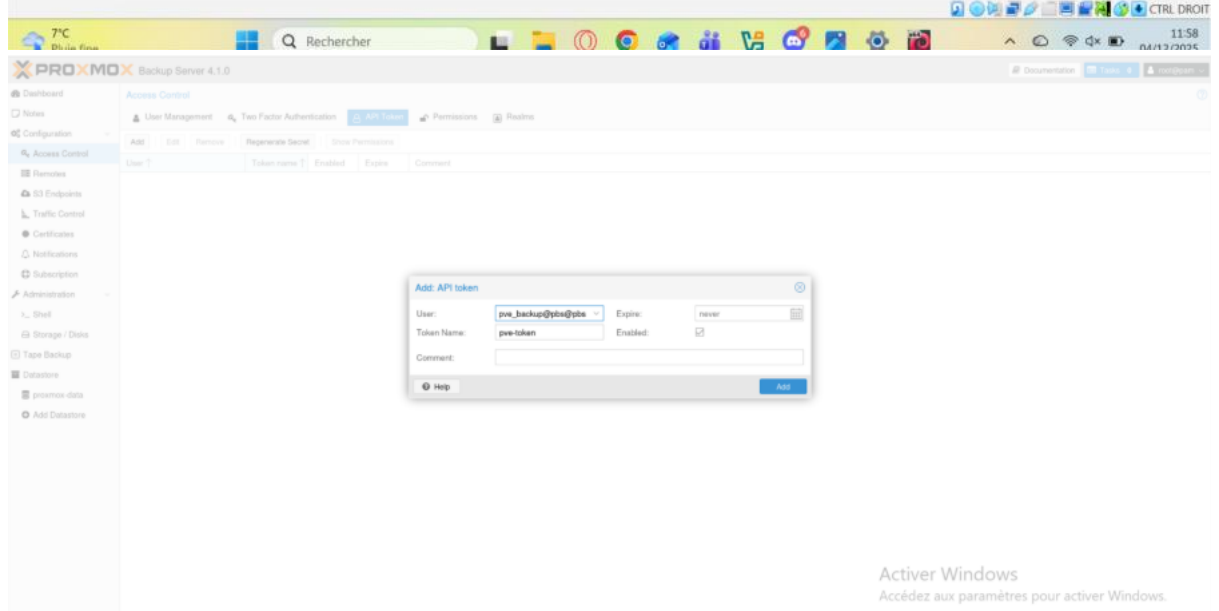 CTRL DROIT
7°C
Pluie fine
Rechercher
11:58
04/12/2025
PROXMOX Backup Server 4.1.0
Documentation
Tasks
root@pam
Dashboard
Notes
Configuration
Access Control
Remotes
S3 Endpoints
Traffic Control
Certificates
Notifications
Subscription
Administration
Shell
Storage / Disks
Tape Backup
Datastore
proxmox-data
Add Datastore
Access Control
User Management Two Factor Authentication API Token Permissions Realms
Add Edit Remove Regenerate Secret Show Permissions
User Token name Enabled Expire Comment
Add: API token
User: pve_backup@pbs@pbs Expire: never
Token Name: pve-token Enabled:
Comment:
Help Add
Activer Windows
Accédez aux paramètres pour activer Windows.